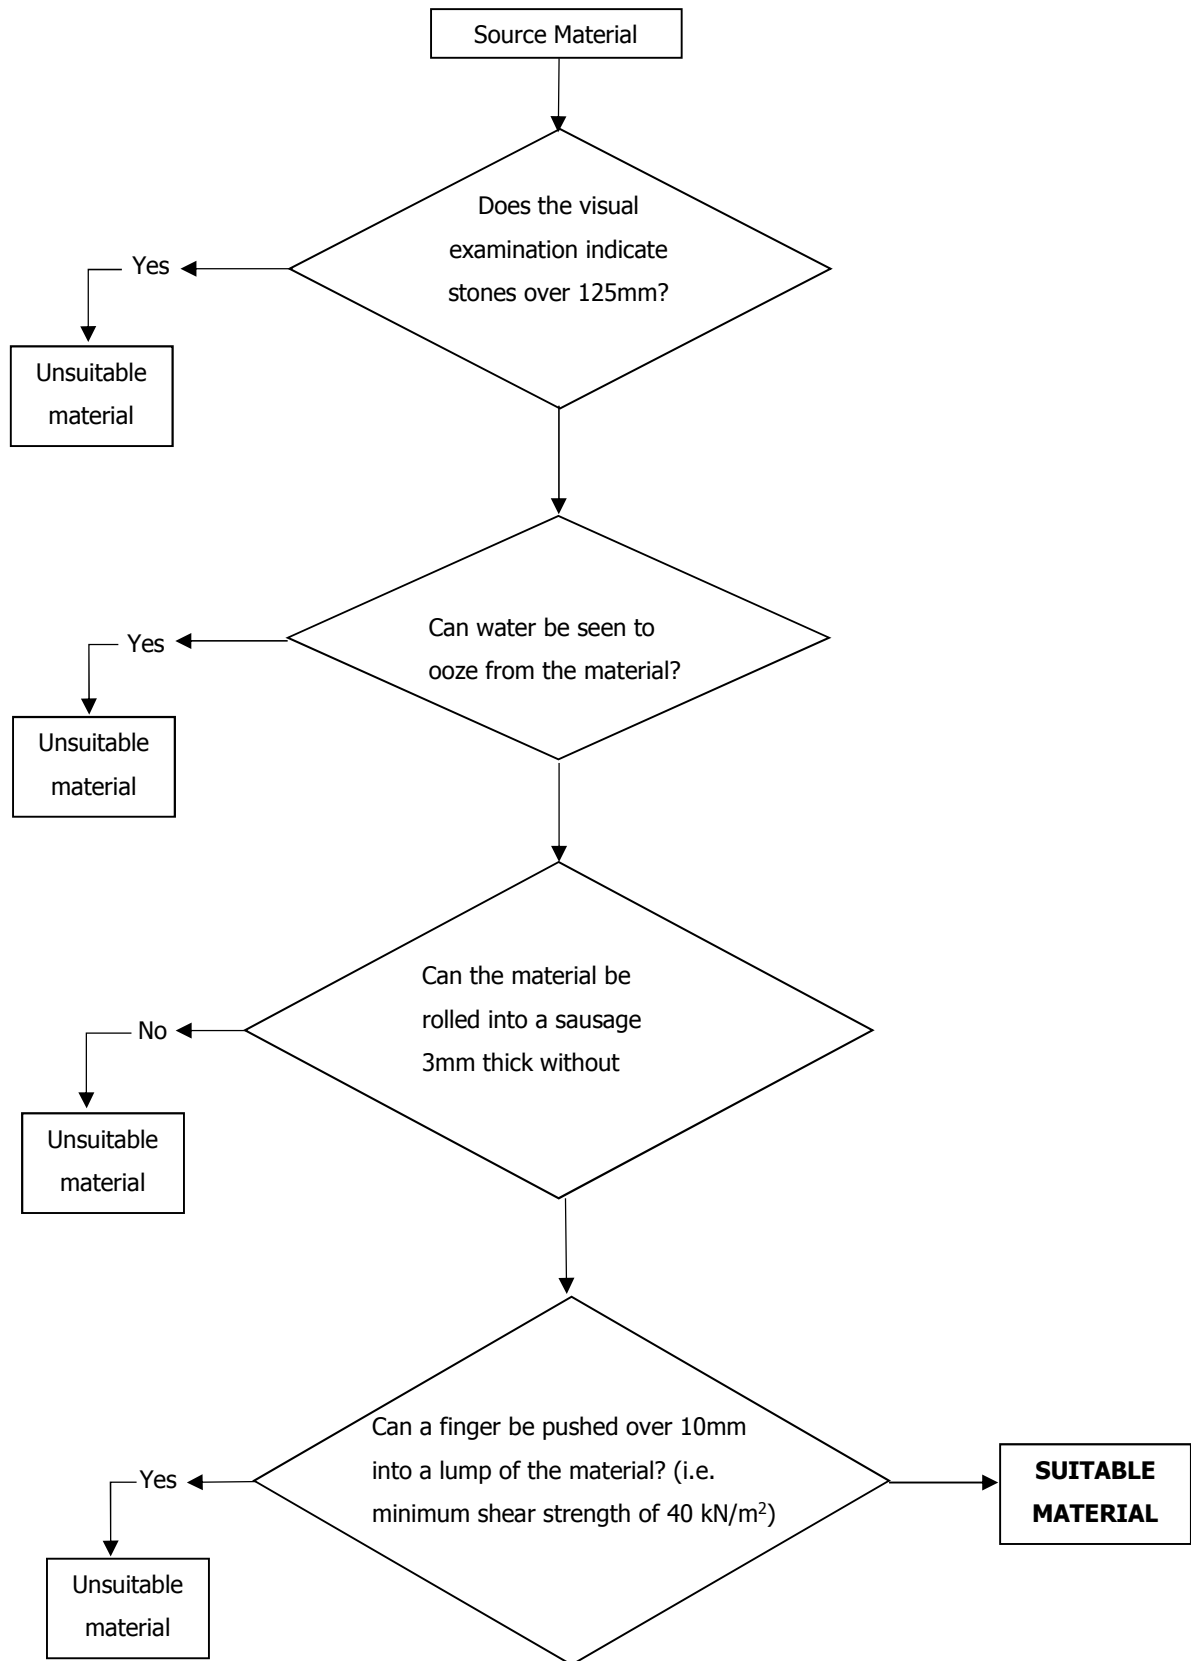 Source Material
Does the visual
examination indicate
stones over 125mm?
Yes
Unsuitable
material
Can water be seen to
ooze from the material?
Yes
Unsuitable
material
Can the material be
rolled into a sausage
3mm thick without
No
Unsuitable
material
Can a finger be pushed over 10mm
into a lump of the material? (i.e.
minimum shear strength of 40 kN/m²)
Yes
Unsuitable
material
SUITABLE
MATERIAL